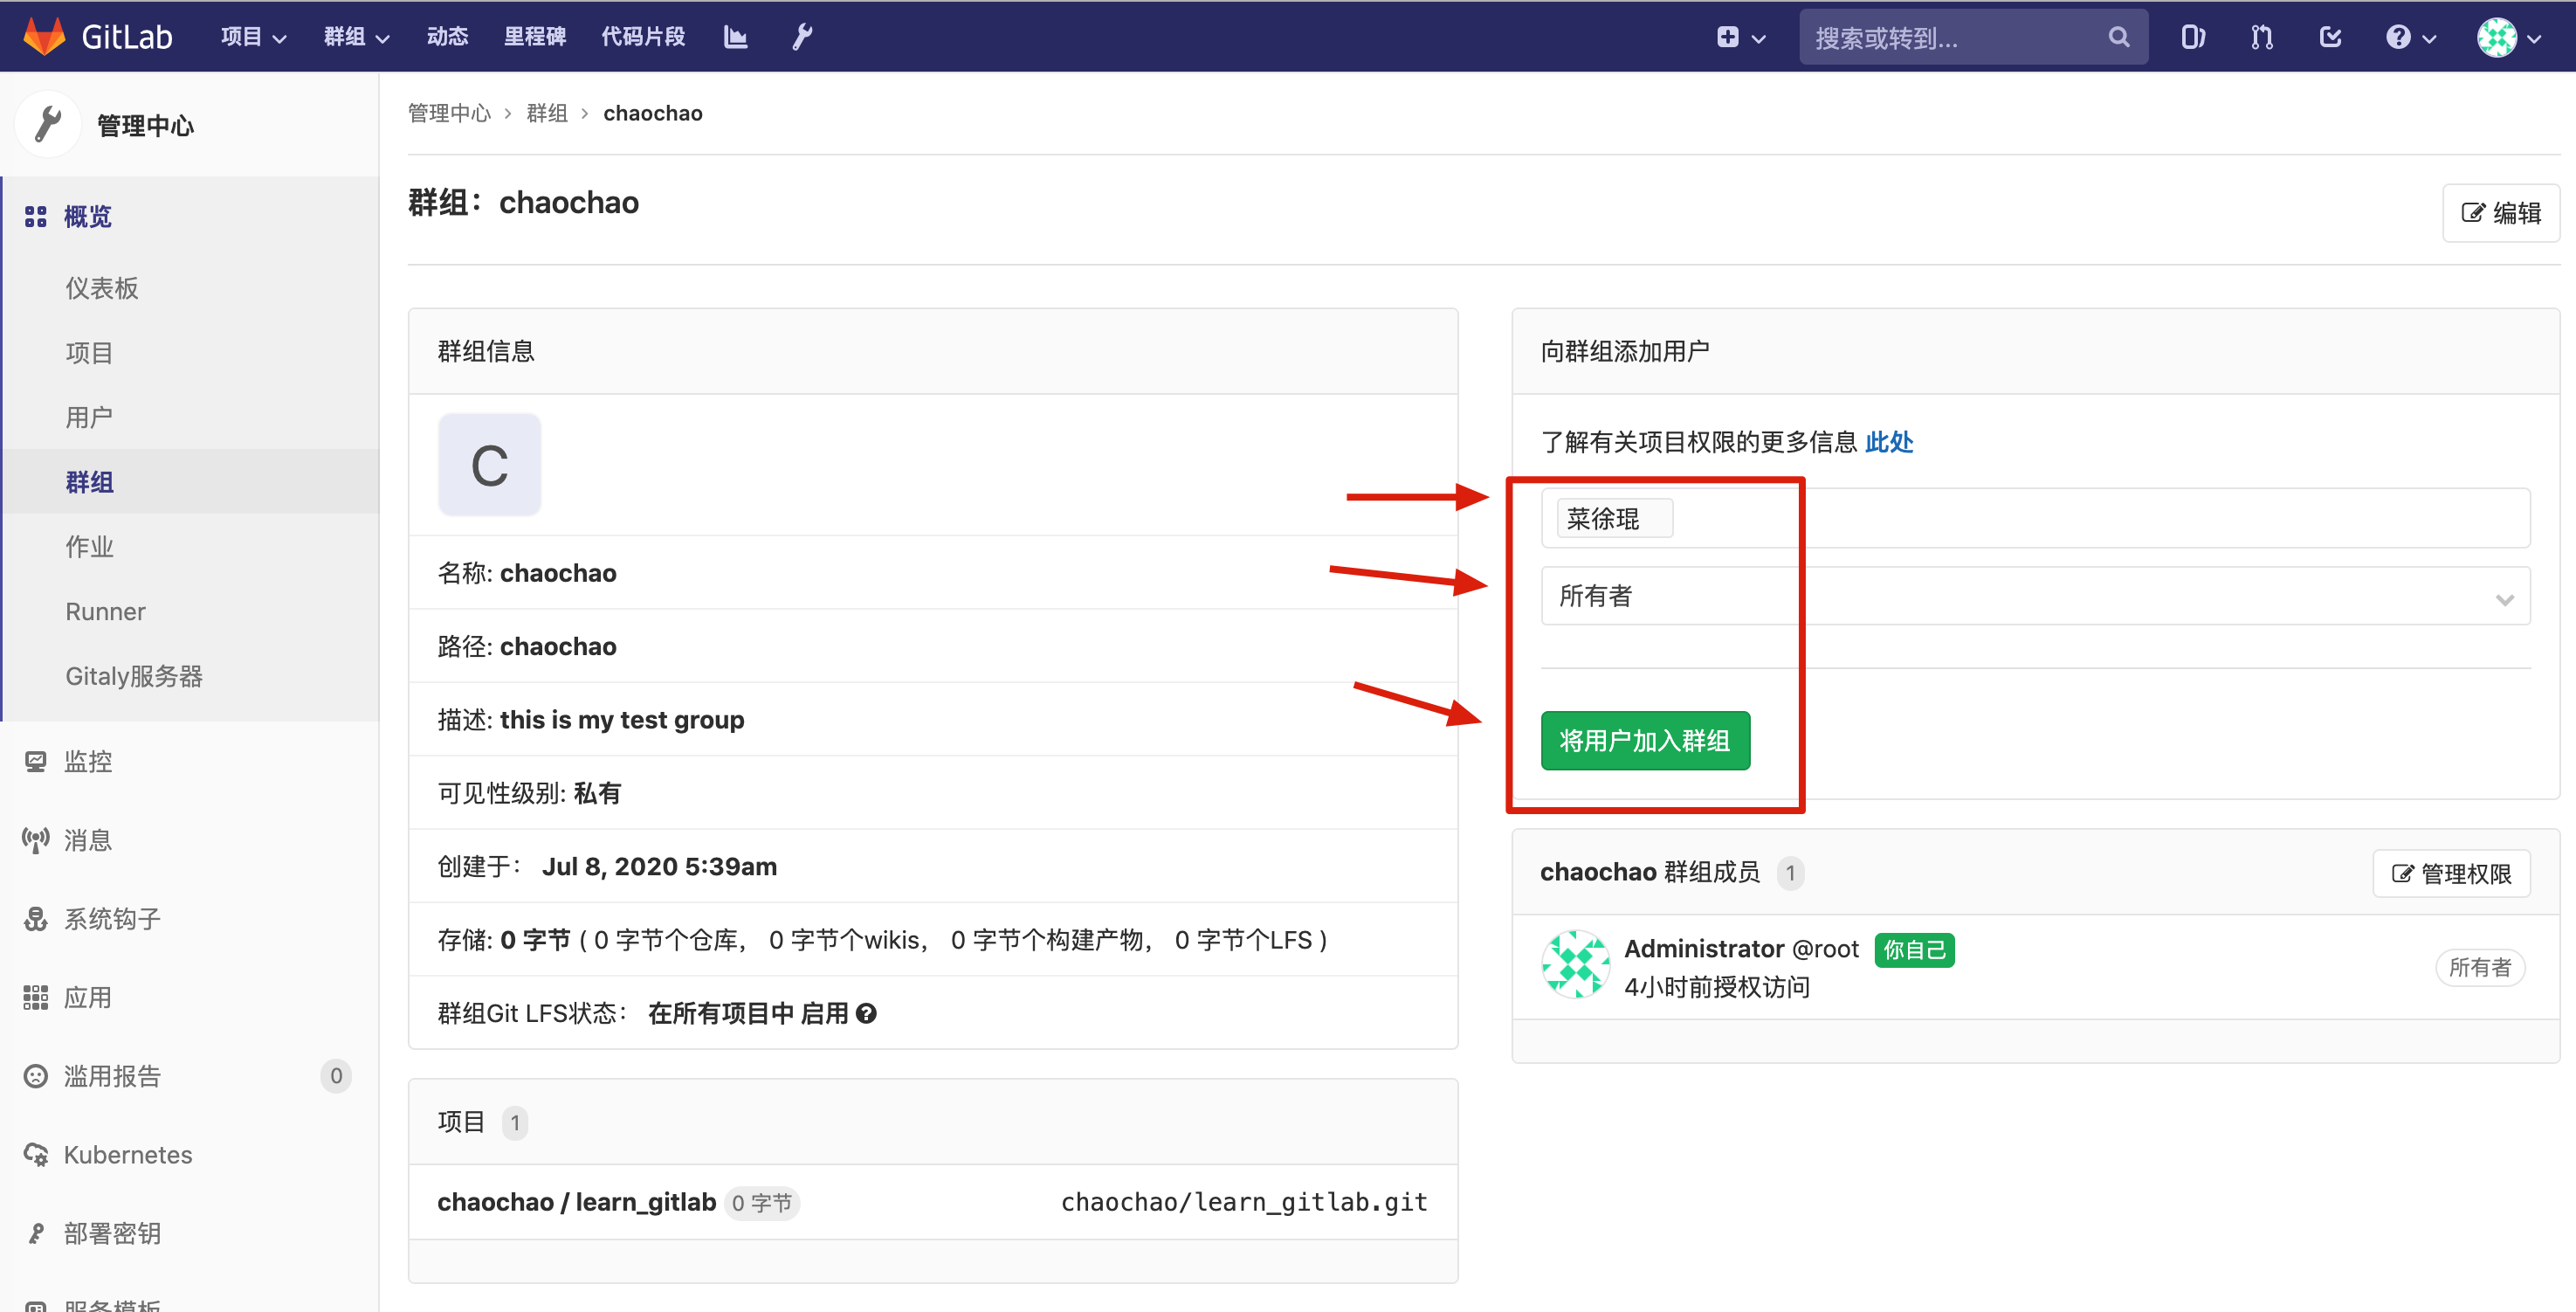 GitLab 项目 群组 动态 里程碑 代码片段 搜索或转到...
管理中心
概览
仪表板
项目
用户
群组
作业
Runner
Gitaly服务器
监控
消息
系统钩子
应用
滥用报告 0
Kubernetes
部署密钥
服务模板
管理中心 › 群组 › chaochao
群组：chaochao
编辑
群组信息
C
名称: chaochao
路径: chaochao
描述: this is my test group
可见性级别: 私有
创建于： Jul 8, 2020 5:39am
存储: 0 字节 ( 0 字节个仓库， 0 字节个wikis， 0 字节个构建产物， 0 字节个LFS )
群组Git LFS状态： 在所有项目中 启用
项目 1
chaochao / learn_gitlab 0 字节 chaochao/learn_gitlab.git
向群组添加用户
了解有关项目权限的更多信息 此处
菜徐琨
所有者
将用户加入群组
chaochao 群组成员 1 管理权限
Administrator @root 你自己
4小时前授权访问
所有者